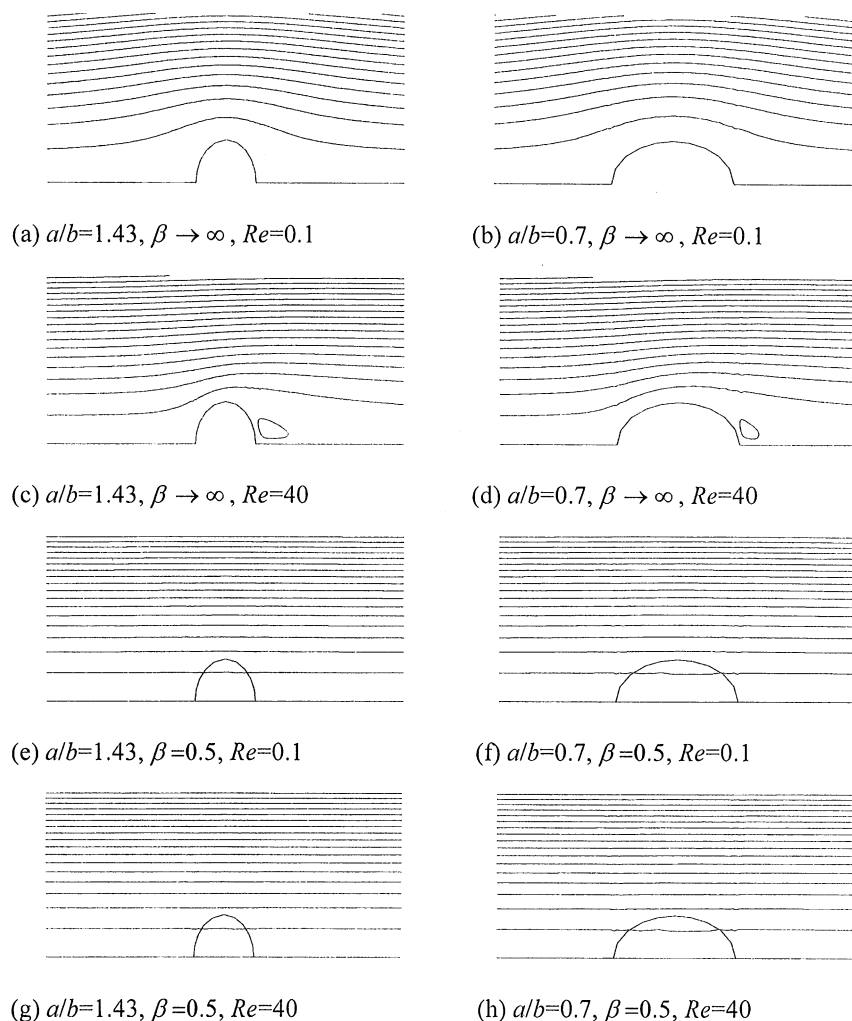 (a) a/b=1.43, β → ∞ , Re=0.1
(b) a/b=0.7, β → ∞ , Re=0.1
(c) a/b=1.43, β → ∞ , Re=40
(d) a/b=0.7, β → ∞ , Re=40
(e) a/b=1.43, β =0.5, Re=0.1
(f) a/b=0.7, β =0.5, Re=0.1
(g) a/b=1.43, β=0.5, Re=40
(h) a/b=0.7, β=0.5, Re=40